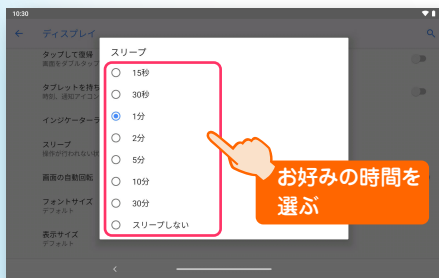 10:30
ディスプレイ
タップして復帰
画面をダブルタップ
タブレットを持ち
時刻、通知アイコン
インジケーターラ
スリープ
操作が行われない状
画面の自動回転
フォントサイズ
デフォルト
表示サイズ
デフォルト
スリープ
15秒
30秒
1分
2分
5分
10分
30分
スリープしない
お好みの時間を
選ぶ